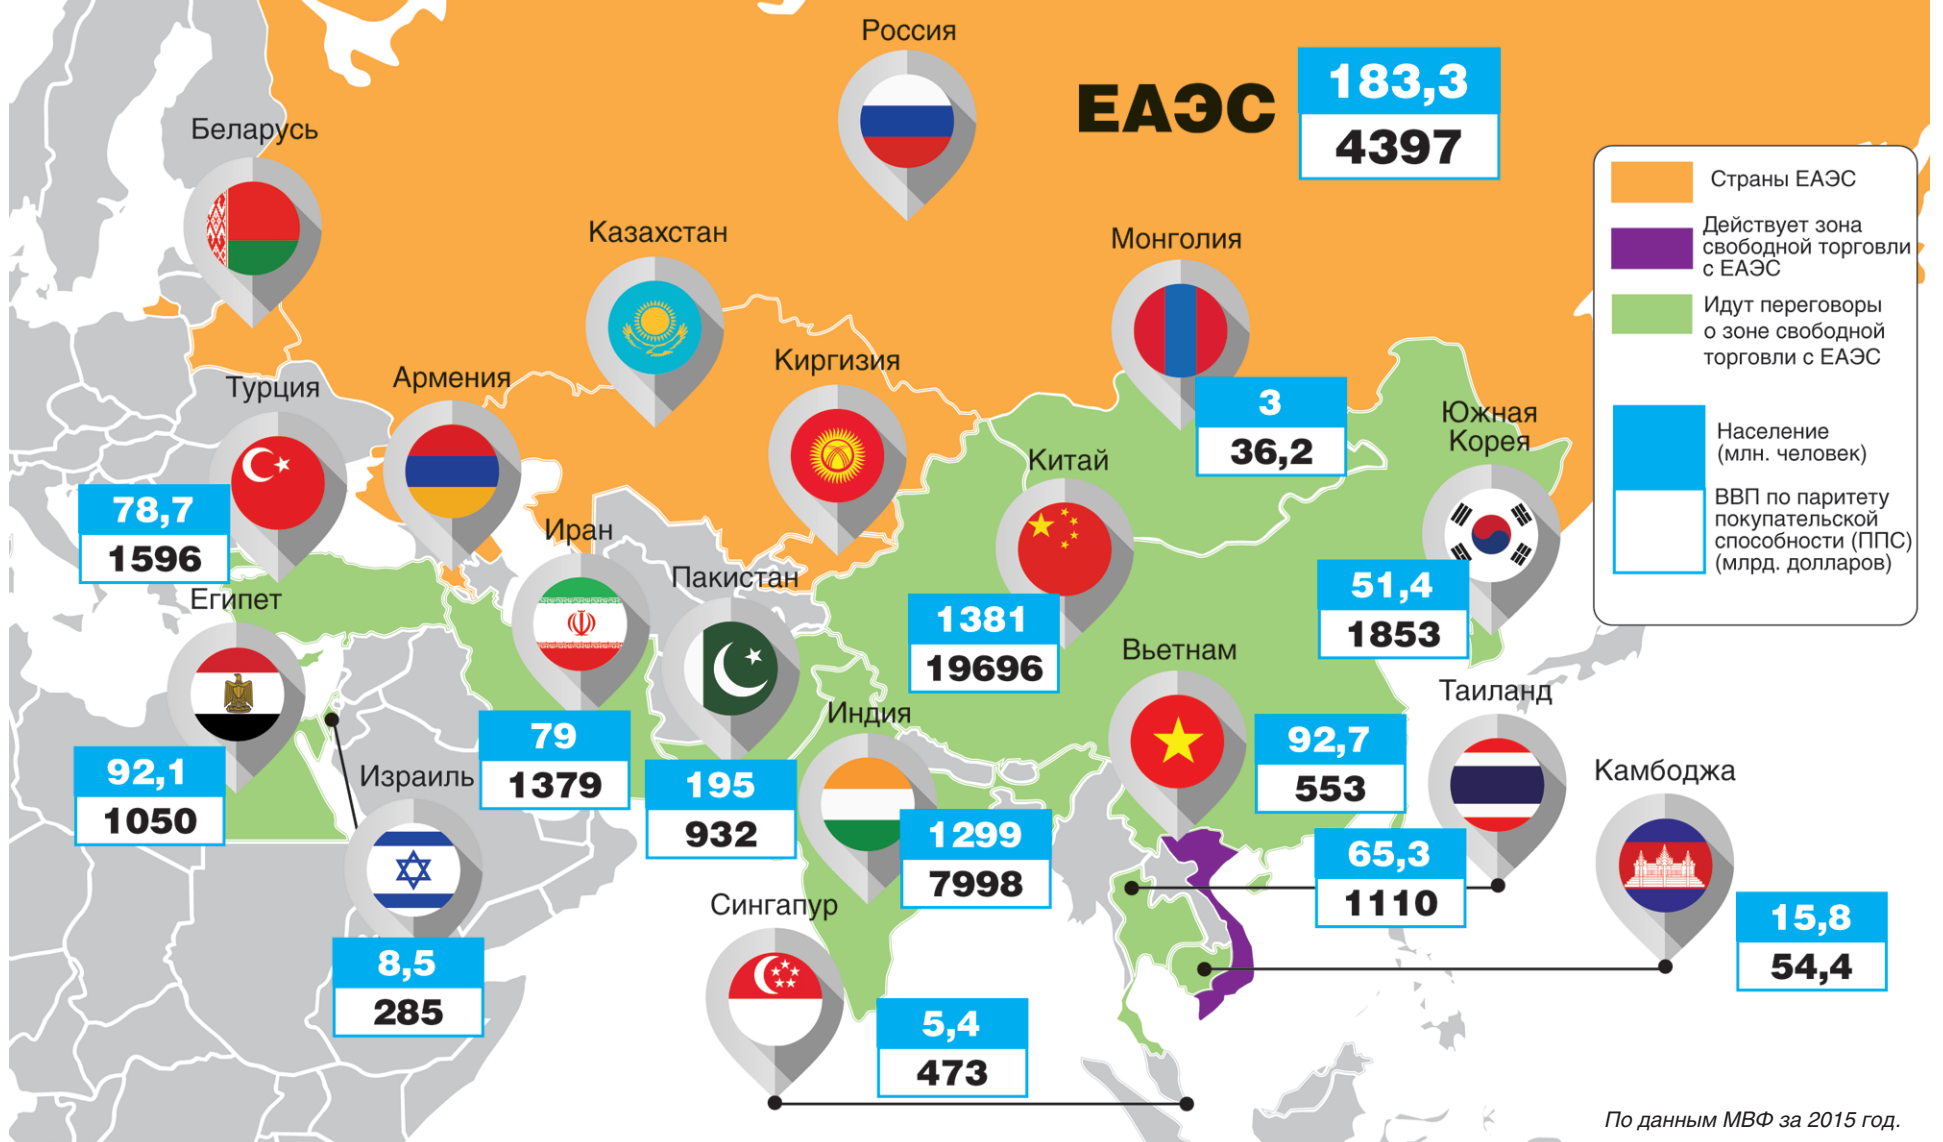 Россия
ЕАЭС
183,3
4397
Беларусь
Казахстан
Монголия
3
36,2
Страны ЕАЭС
Действует зона
свободной торговли
с ЕАЭС
Идут переговоры
о зоне свободной
торговли с ЕАЭС
Население
(млн. человек)
ВВП по паритету
покупательской
способности (ППС)
(млрд. долларов)
Турция
78,7
1596
Армения
Киргизия
Китай
1381
19696
Южная
Корея
51,4
1853
Иран
79
1379
Пакистан
195
932
Египет
92,1
1050
Израиль
8,5
285
Индия
1299
7998
Вьетнам
92,7
553
Таиланд
65,3
1110
Камбоджа
15,8
54,4
Сингапур
5,4
473
По данным МВФ за 2015 год.